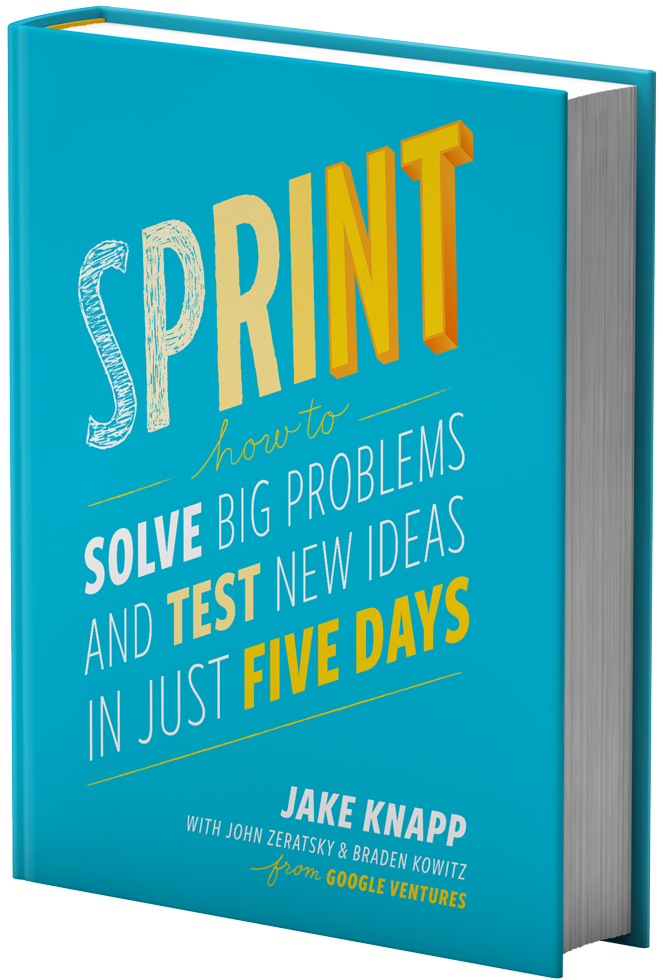 SPRINT
how to
SOLVE BIG PROBLEMS
AND TEST NEW IDEAS
IN JUST FIVE DAYS
JAKE KNAPP
WITH JOHN ZERATSKY & BRADEN KOWITZ
from GOOGLE VENTURES